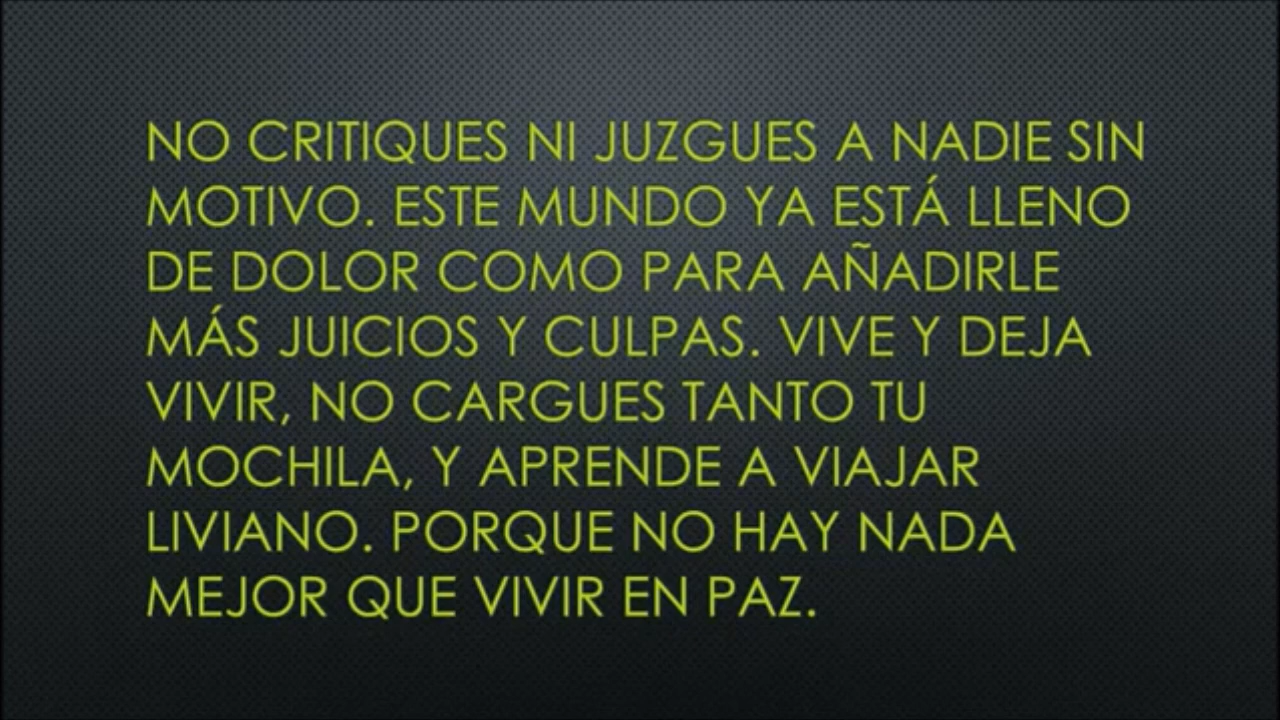 NO CRITIQUES NI JUZGUES A NADIE SIN
MOTIVO. ESTE MUNDO YA ESTÁ LLENO
DE DOLOR COMO PARA AÑADIRLE
MÁS JUICIOS Y CULPAS. VIVE Y DEJA
VIVIR, NO CARGUES TANTO TU
MOCHILA, Y APRENDE A VIAJAR
LIVIANO. PORQUE NO HAY NADA
MEJOR QUE VIVIR EN PAZ.